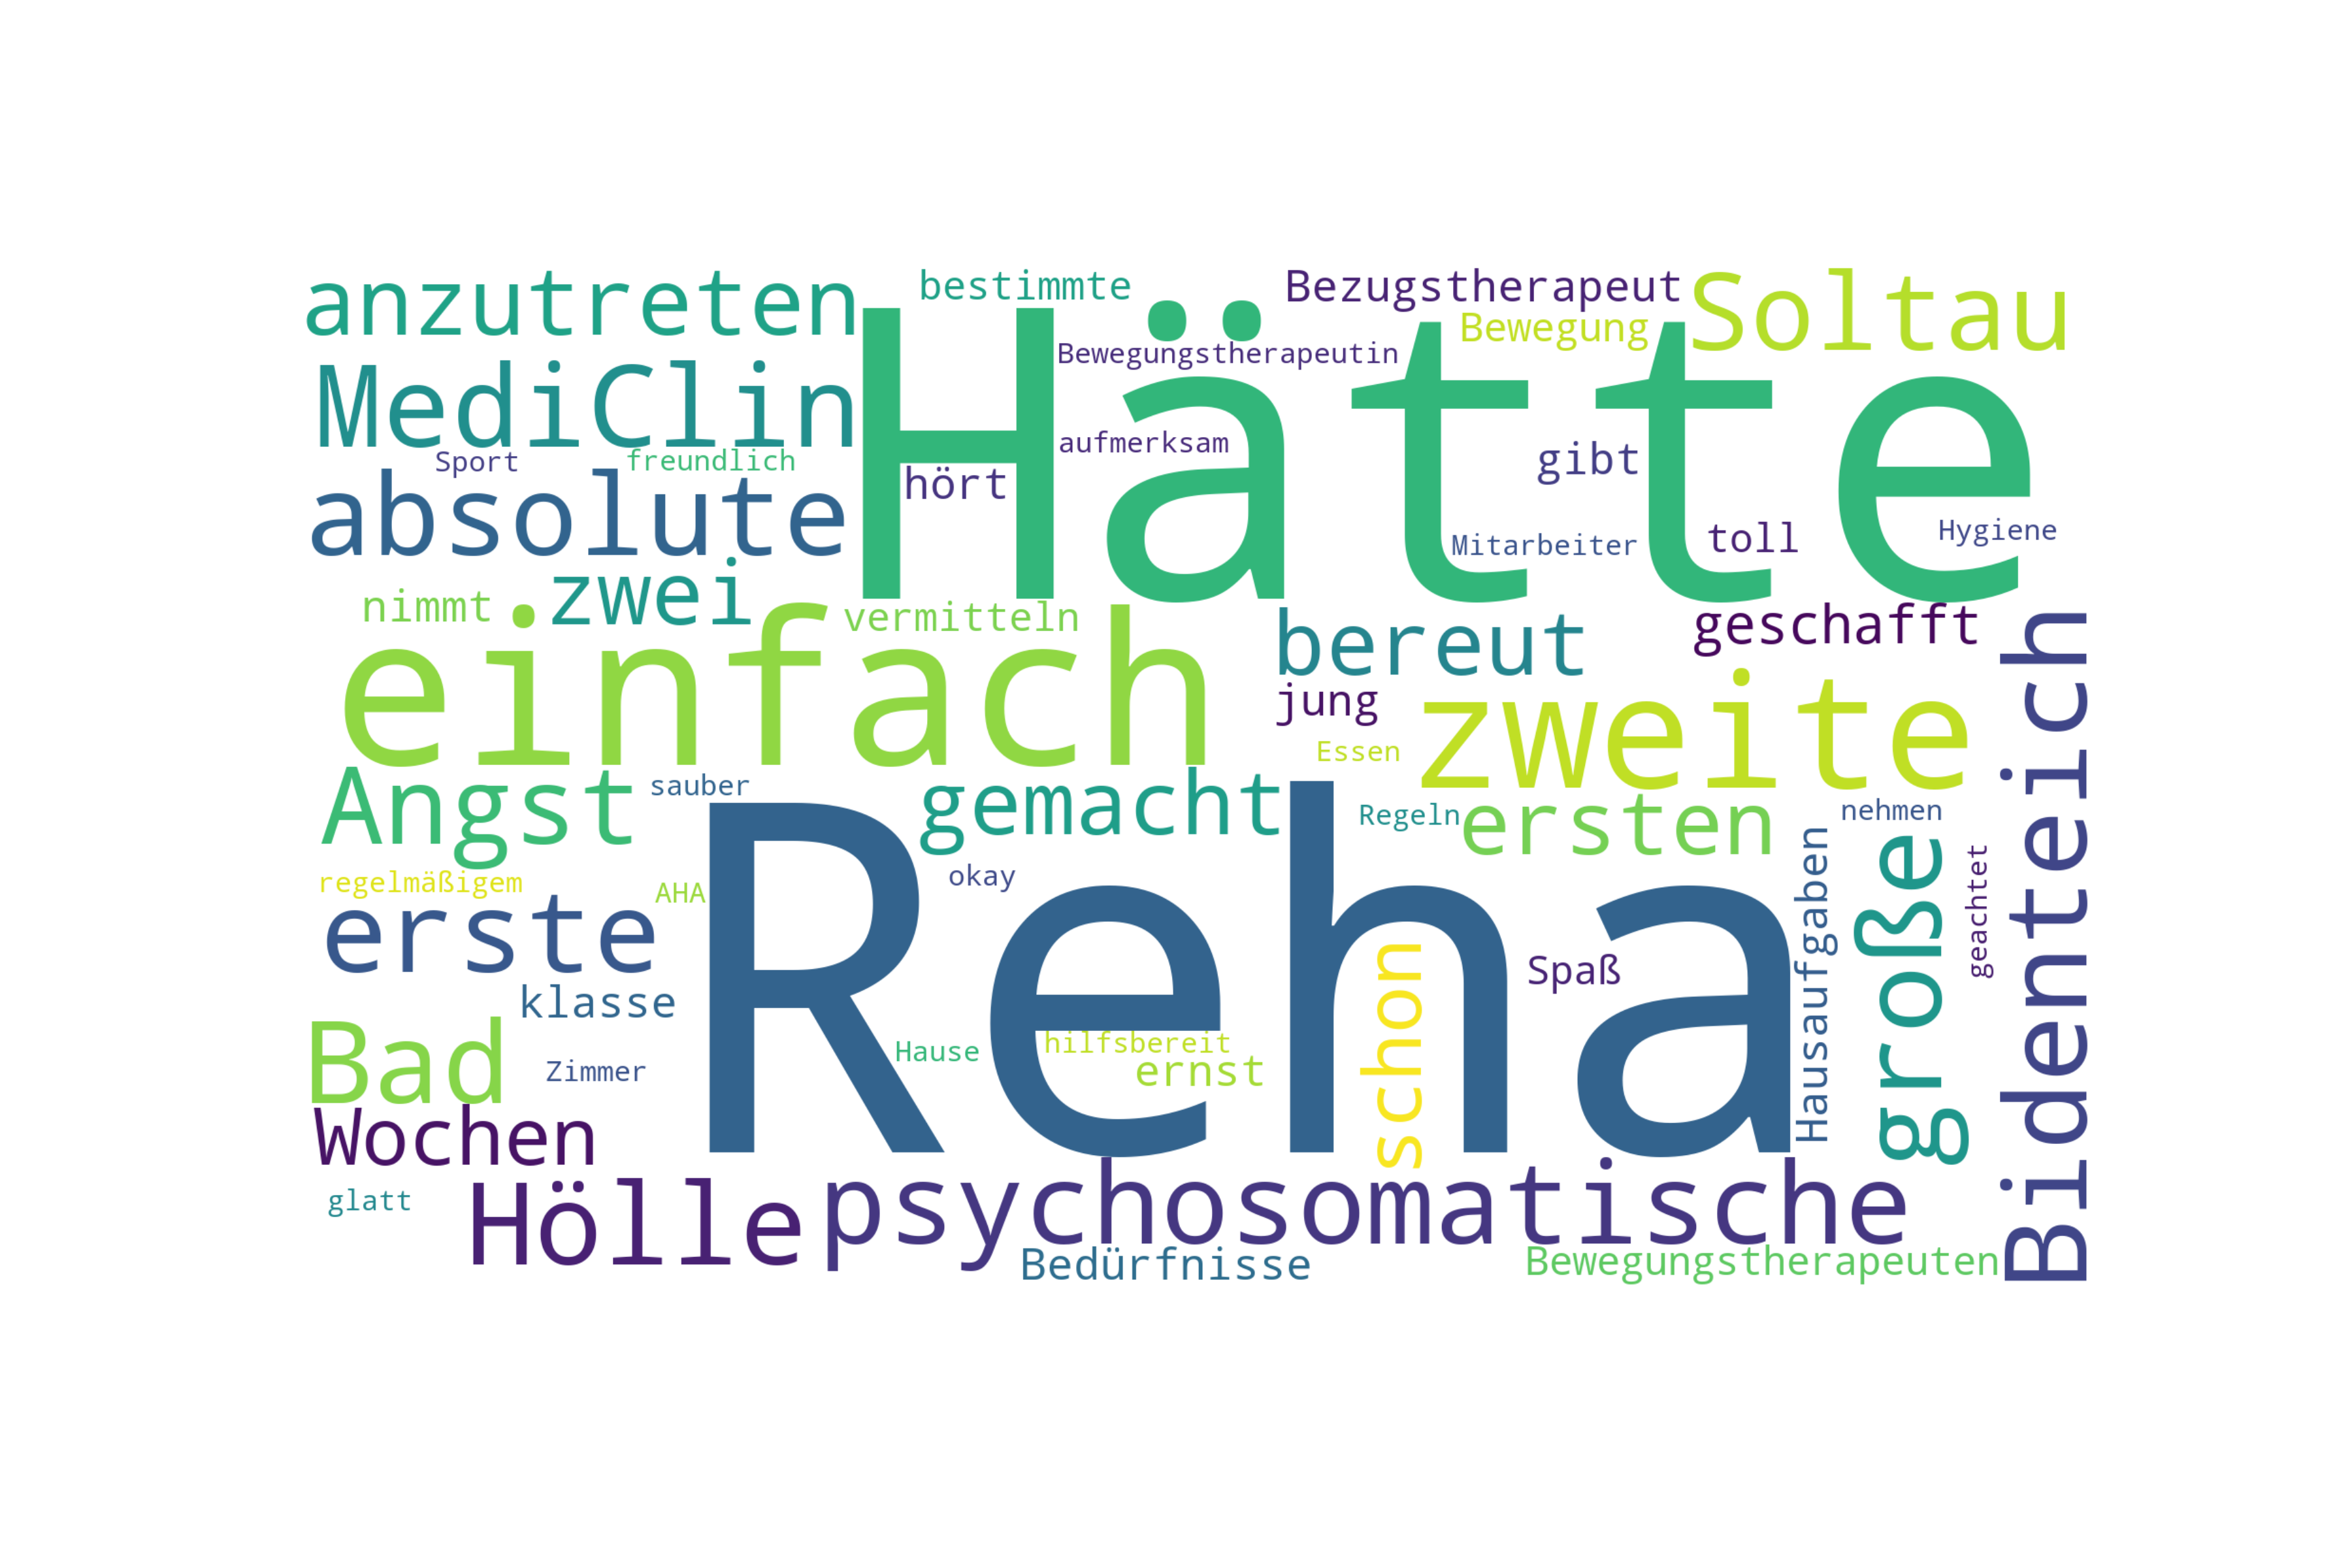 anzutreten
bestimmte
Bezugstherapeut
Soltau
Bewegung
Bewegungstherapeutin
MediClin
Hätte
aufmerksam
Sport
freundlich
hört
gibt
absolute
Mitarbeiter
toll
Hygiene
zwei
nimmt
vermitteln
geschafft
bereut
einfach
jung
zweite
Essen
Angst
sauber
gemacht
Regeln
ersten
nehmen
regelmäßigem
AHA
okay
erste
Reha
schon
Spaß
Hausaufgaben
große
geachtet
Bidenteich
klasse
Bad
Zimmer
Hause
hilfsbereit
ernst
Wochen
glatt
Hölle
psychosomatische
Bedürfnisse
Bewegungstherapeuten